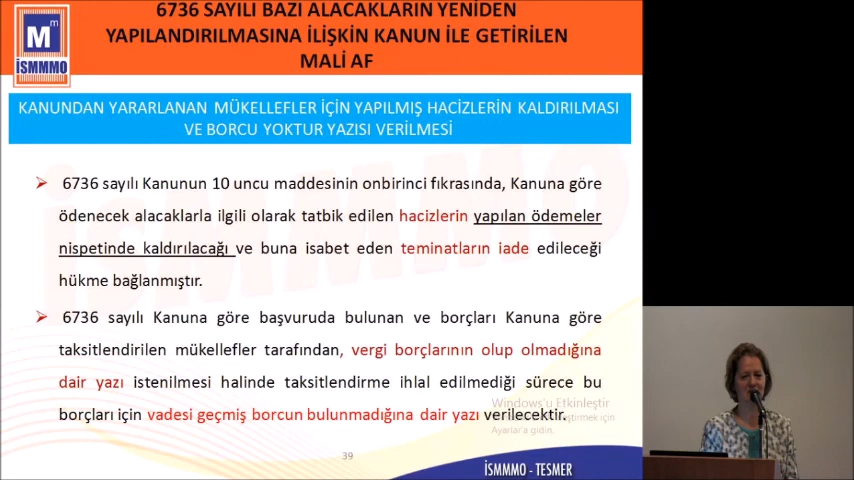 6736 SAYILI BAZI ALACAKLARIN YENİDEN
YAPILANDIRILMASINA İLİŞKİN KANUN İLE GETİRİLEN
MALİ AF
Mm
İSMMMO
KANUNDAN YARARLANAN MÜKELLEFLER İÇİN YAPILMIŞ HACİZLERİN KALDIRILMASI
VE BORCU YOKTUR YAZISI VERİLMESİ
6736 sayılı Kanunun 10 uncu maddesinin onbirinci fıkrasında, Kanuna göre
ödenecek alacaklarla ilgili olarak tatbik edilen hacizlerin yapılan ödemeler
nispetinde kaldırılacağı ve buna isabet eden teminatların iade edileceği
hükme bağlanmıştır.
6736 sayılı Kanuna göre başvuruda bulunan ve borçları Kanuna göre
taksitlendirilen mükellefler tarafından, vergi borçlarının olup olmadığına
dair yazı istenilmesi halinde taksitlendirme ihlal edilmediği sürece bu
borçları için vadesi geçmiş borcun bulunmadığına dair yazı verilecektir.
Windows'u Etkinleştir
Ayarlar'a gidin.
39
İSMMMO - TESMER